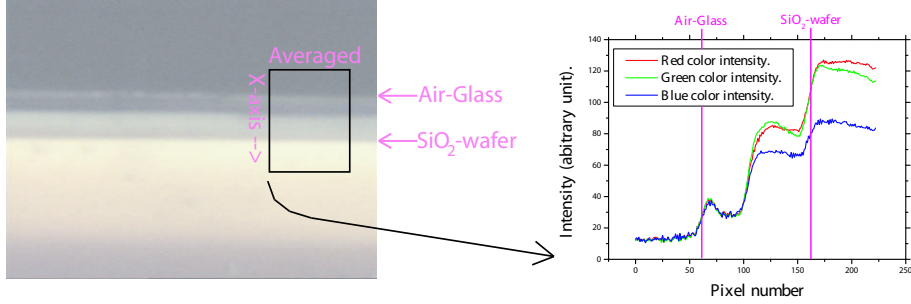 Averaged
X-axis -->
Air-Glass
SiO2-wafer
Air-Glass
SiO2-wafer
Red color intensity.
Green color intensity.
Blue color intensity.
Intensity (abitrary unit).
140
120
100
80
60
40
20
0
0 50 100 150 200 250
Pixel number